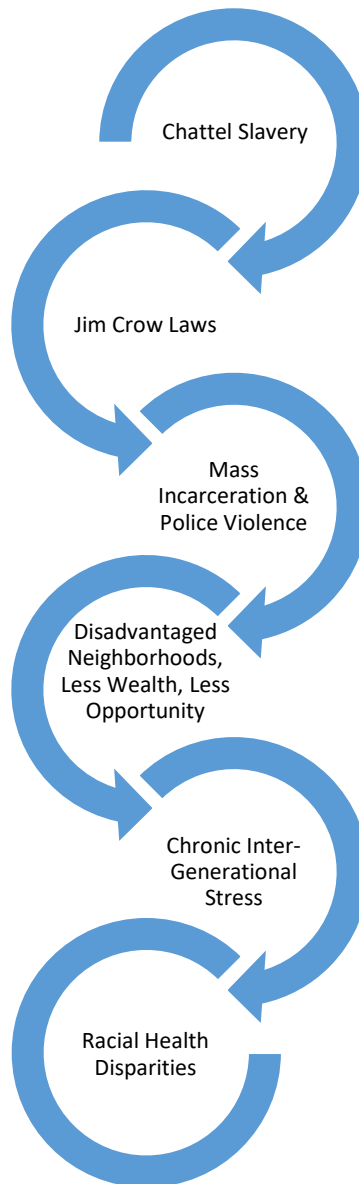 Chattel Slavery
Jim Crow Laws
Mass
Incarceration &
Police Violence
Disadvantaged
Neighborhoods,
Less Wealth, Less
Opportunity
Chronic Inter-
Generational
Stress
Racial Health
Disparities